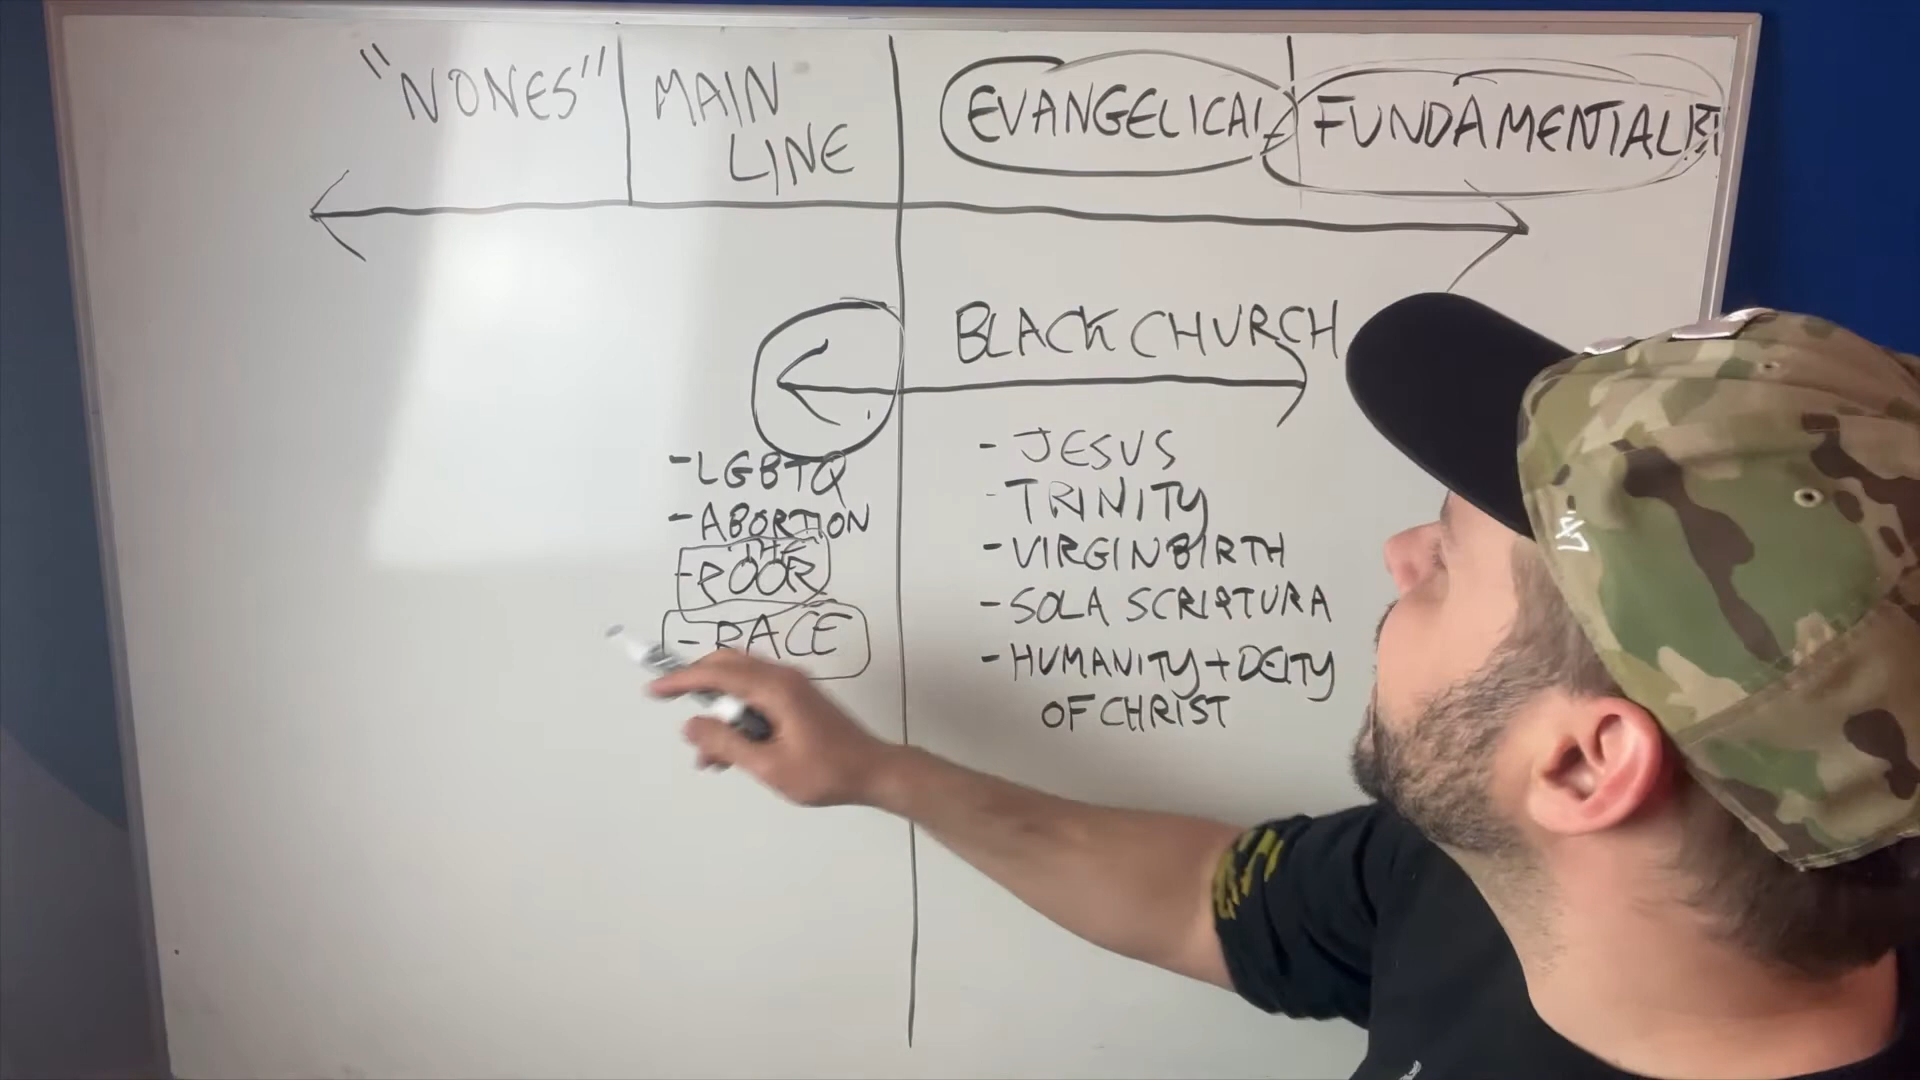 "NONES"
MAIN
LINE
EVANGELICAL
FUNDAMENTALIST
BLACK CHURCH
- LGBTQ
- ABORTION
THE
- POOR
- RACE
- JESUS
- TRINITY
- VIRGIN BIRTH
- SOLA SCRIPTURA
- HUMANITY + DEITY
OF CHRIST